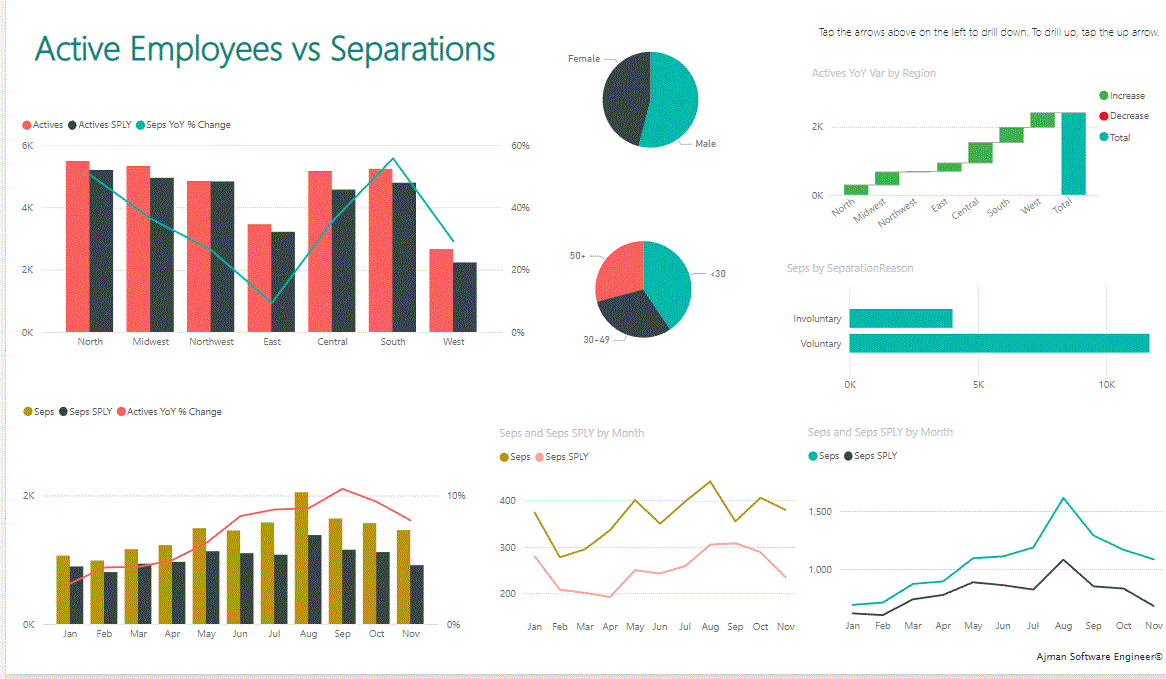 Active Employees vs Separations
Tap the arrows above on the left to drill down. To drill up, tap the up arrow.
Actives Actives SPLY Seps YoY % Change
6K
4K
2K
0K
60%
40%
20%
0%
North Midwest Northwest East Central South West
Female
Male
50+
<30
30-49
Actives YoY Var by Region
Increase
Decrease
Total
2K
0K
North Midwest Northwest East Central South West Total
Seps by SeparationReason
Involuntary
Voluntary
0K 5K 10K
Seps Seps SPLY Actives YoY % Change
2K
0K
10%
0%
Jan Feb Mar Apr May Jun Jul Aug Sep Oct Nov
Seps and Seps SPLY by Month
Seps Seps SPLY
400
300
200
Jan Feb Mar Apr May Jun Jul Aug Sep Oct Nov
Seps and Seps SPLY by Month
Seps Seps SPLY
1,500
1,000
Jan Feb Mar Apr May Jun Jul Aug Sep Oct Nov
Ajman Software Engineer©